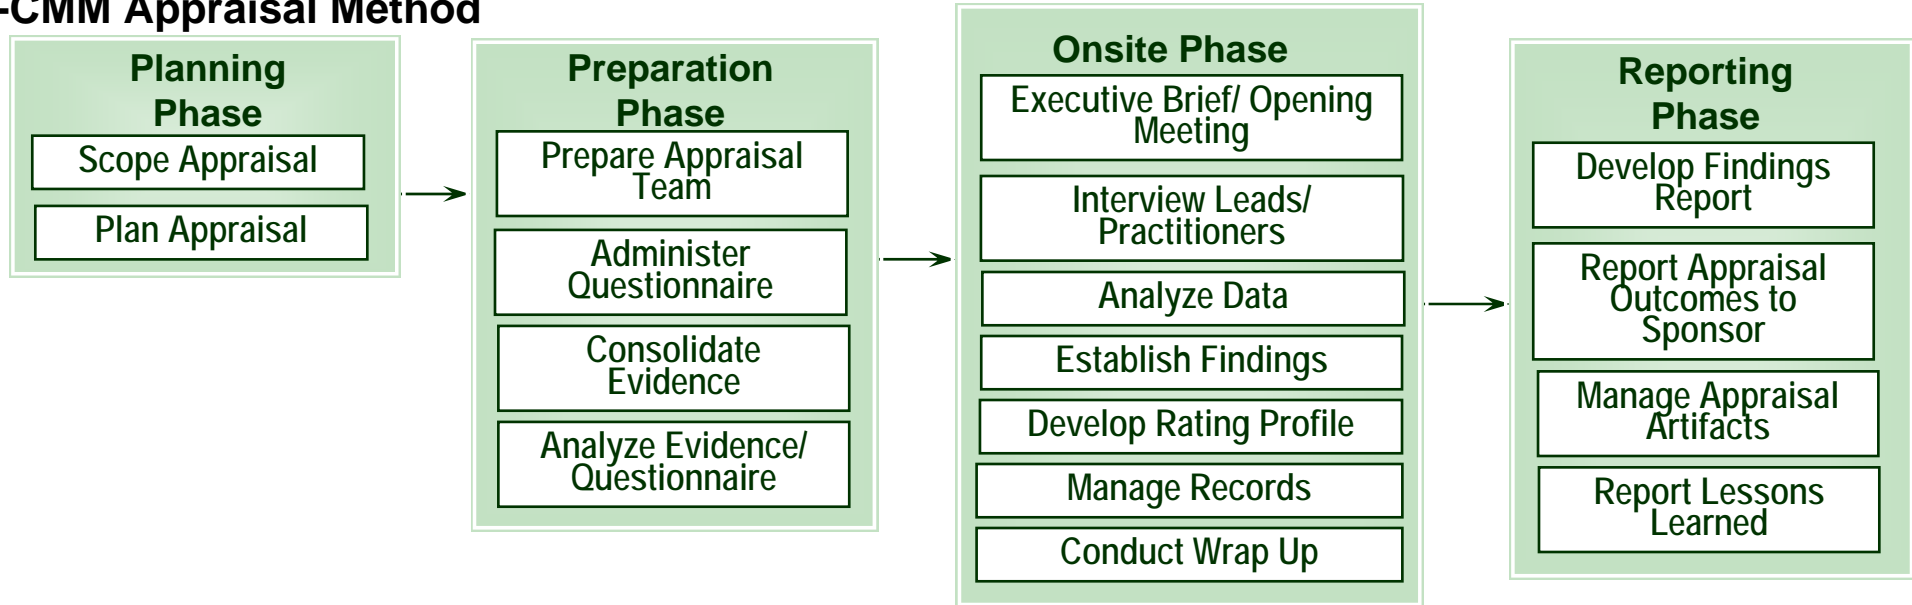 -CMM Appraisal Method
Planning
Phase
Scope Appraisal
Plan Appraisal
Preparation
Phase
Prepare Appraisal
Team
Administer
Questionnaire
Consolidate
Evidence
Analyze Evidence/
Questionnaire
Onsite Phase
Executive Brief/ Opening
Meeting
Interview Leads/
Practitioners
Analyze Data
Establish Findings
Develop Rating Profile
Manage Records
Conduct Wrap Up
Reporting
Phase
Develop Findings
Report
Report Appraisal
Outcomes to
Sponsor
Manage Appraisal
Artifacts
Report Lessons
Learned